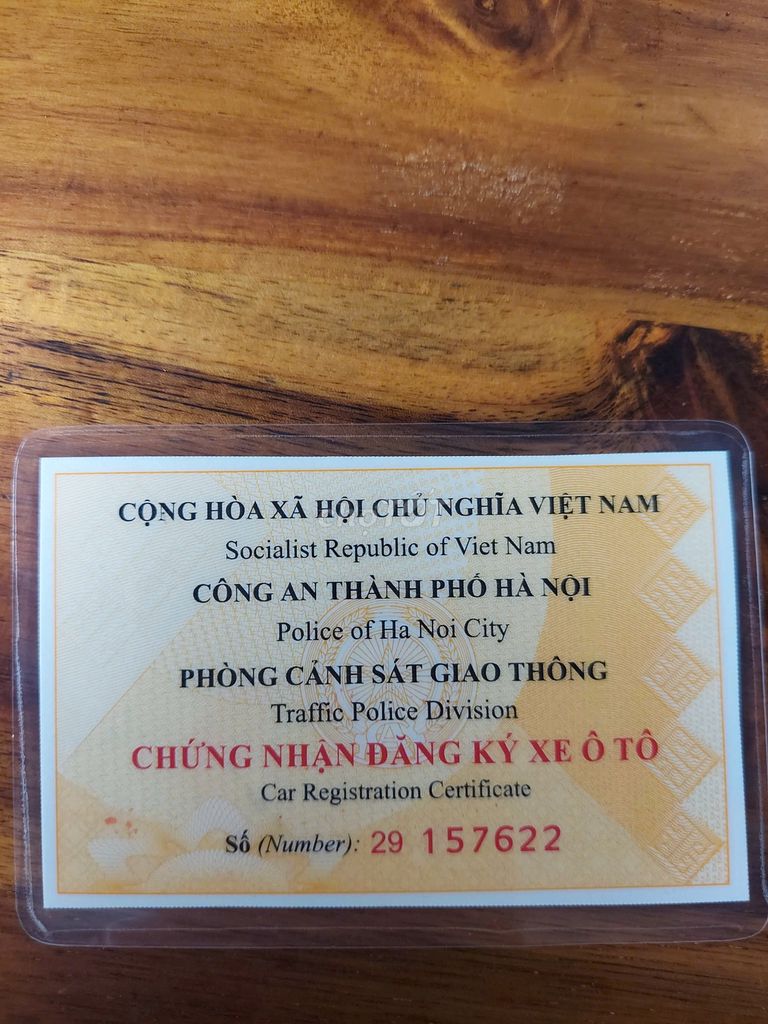 CỘNG HÒA XÃ HỘI CHỦ NGHĨA VIỆT NAM
Socialist Republic of Viet Nam
CÔNG AN THÀNH PHỐ HÀ NỘI
Police of Ha Noi City
PHÒNG CẢNH SÁT GIAO THÔNG
Traffic Police Division
CHỨNG NHẬN ĐĂNG KÝ XE Ô TÔ
Car Registration Certificate
Số (Number): 29 157622